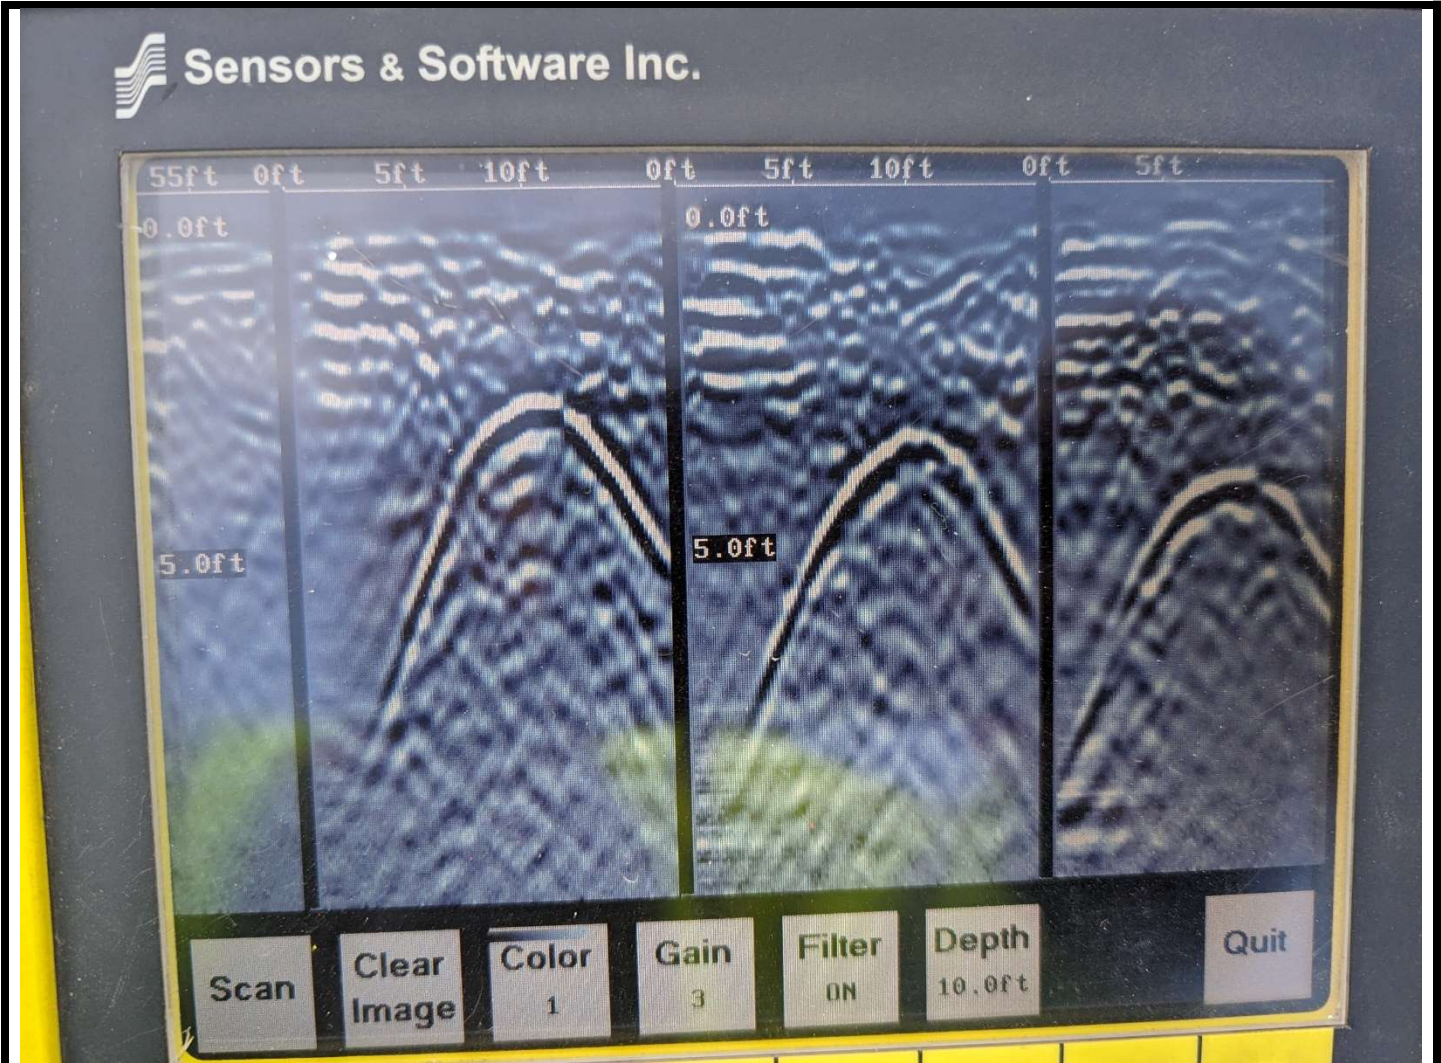 Sensors & Software Inc.
55ft 0ft 5ft 10ft 0ft 5ft 10ft 0ft 5ft
0.0ft 0.0ft
5.0ft 5.0ft
Scan
Clear Image
Color 1
Gain 3
Filter ON
Depth 10.0ft
Quit